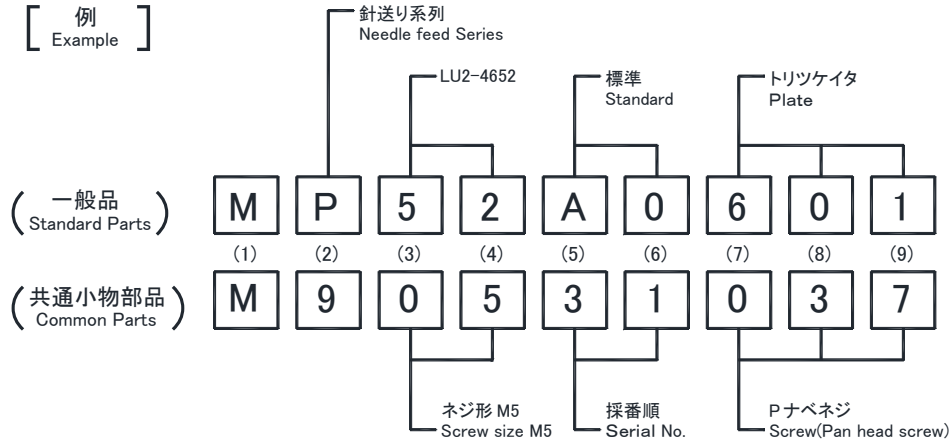 例
Example
針送り系列
Needle feed Series
LU2-4652
標準
Standard
トリツケイタ
Plate
(一般品
Standard Parts)
M P 5 2 A 0 6 0 1
(1) (2) (3) (4) (5) (6) (7) (8) (9)
(共通小物部品
Common Parts)
M 9 0 5 3 1 0 3 7
ネジ形 M5
Screw size M5
採番順
Serial No.
Pナベネジ
Screw(Pan head screw)